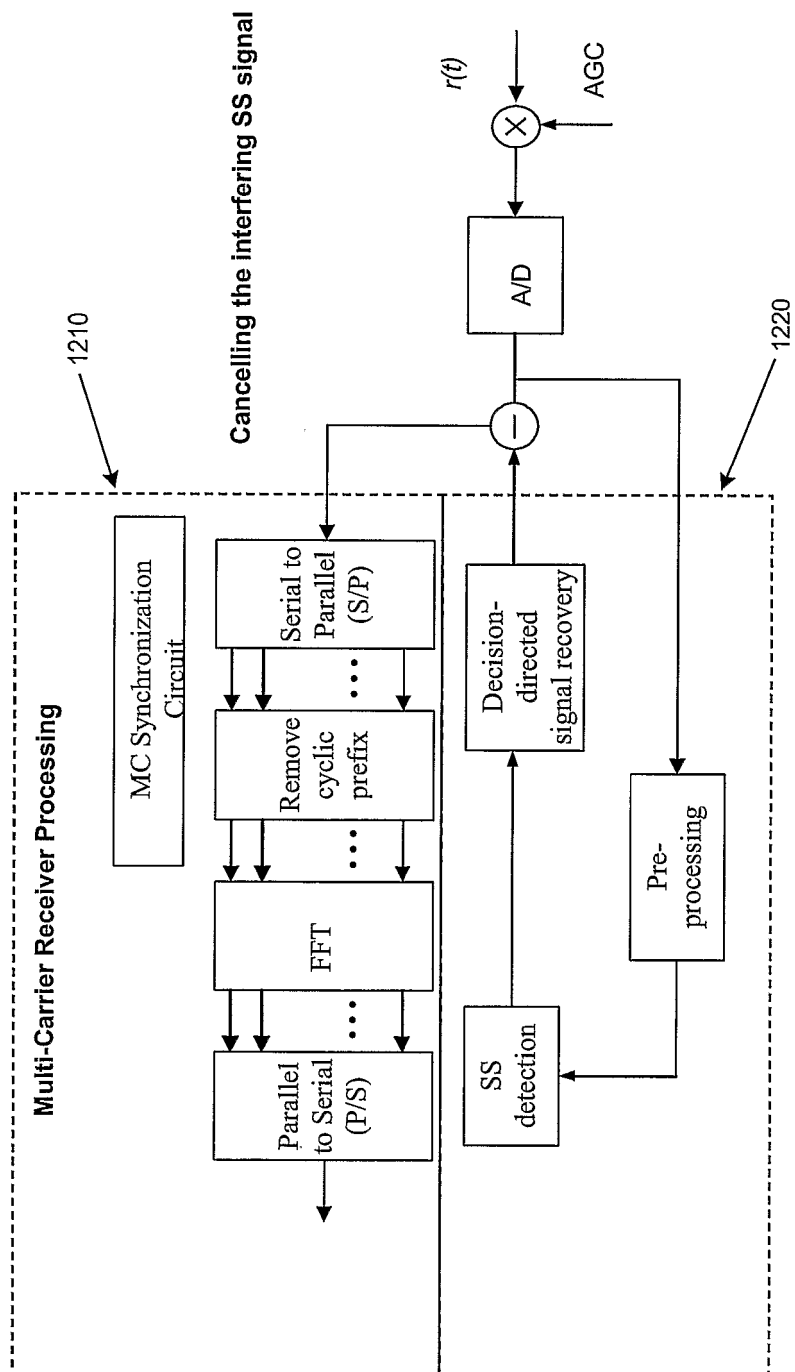 Multi-Carrier Receiver Processing
1210
MC Synchronization
Circuit
Cancelling the interfering SS signal
Parallel
to Serial
(P/S)
FFT
Remove
cyclic
prefix
Serial to
Parallel
(S/P)
SS
detection
Decision-
directed
signal recovery
−
A/D
X
r(t)
AGC
Pre-
processing
1220